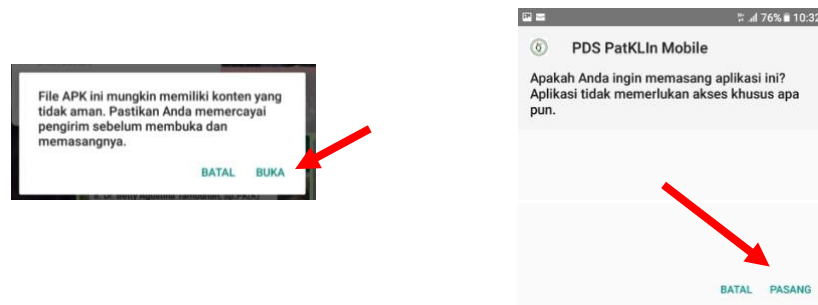 File APK ini mungkin memiliki konten yang
tidak aman. Pastikan Anda memercayai
pengirim sebelum membuka dan
memasangnya.
BATAL BUKA
76% 10:32
PDS PatKLIn Mobile
Apakah Anda ingin memasang aplikasi ini?
Aplikasi tidak memerlukan akses khusus apa
pun.
BATAL PASANG